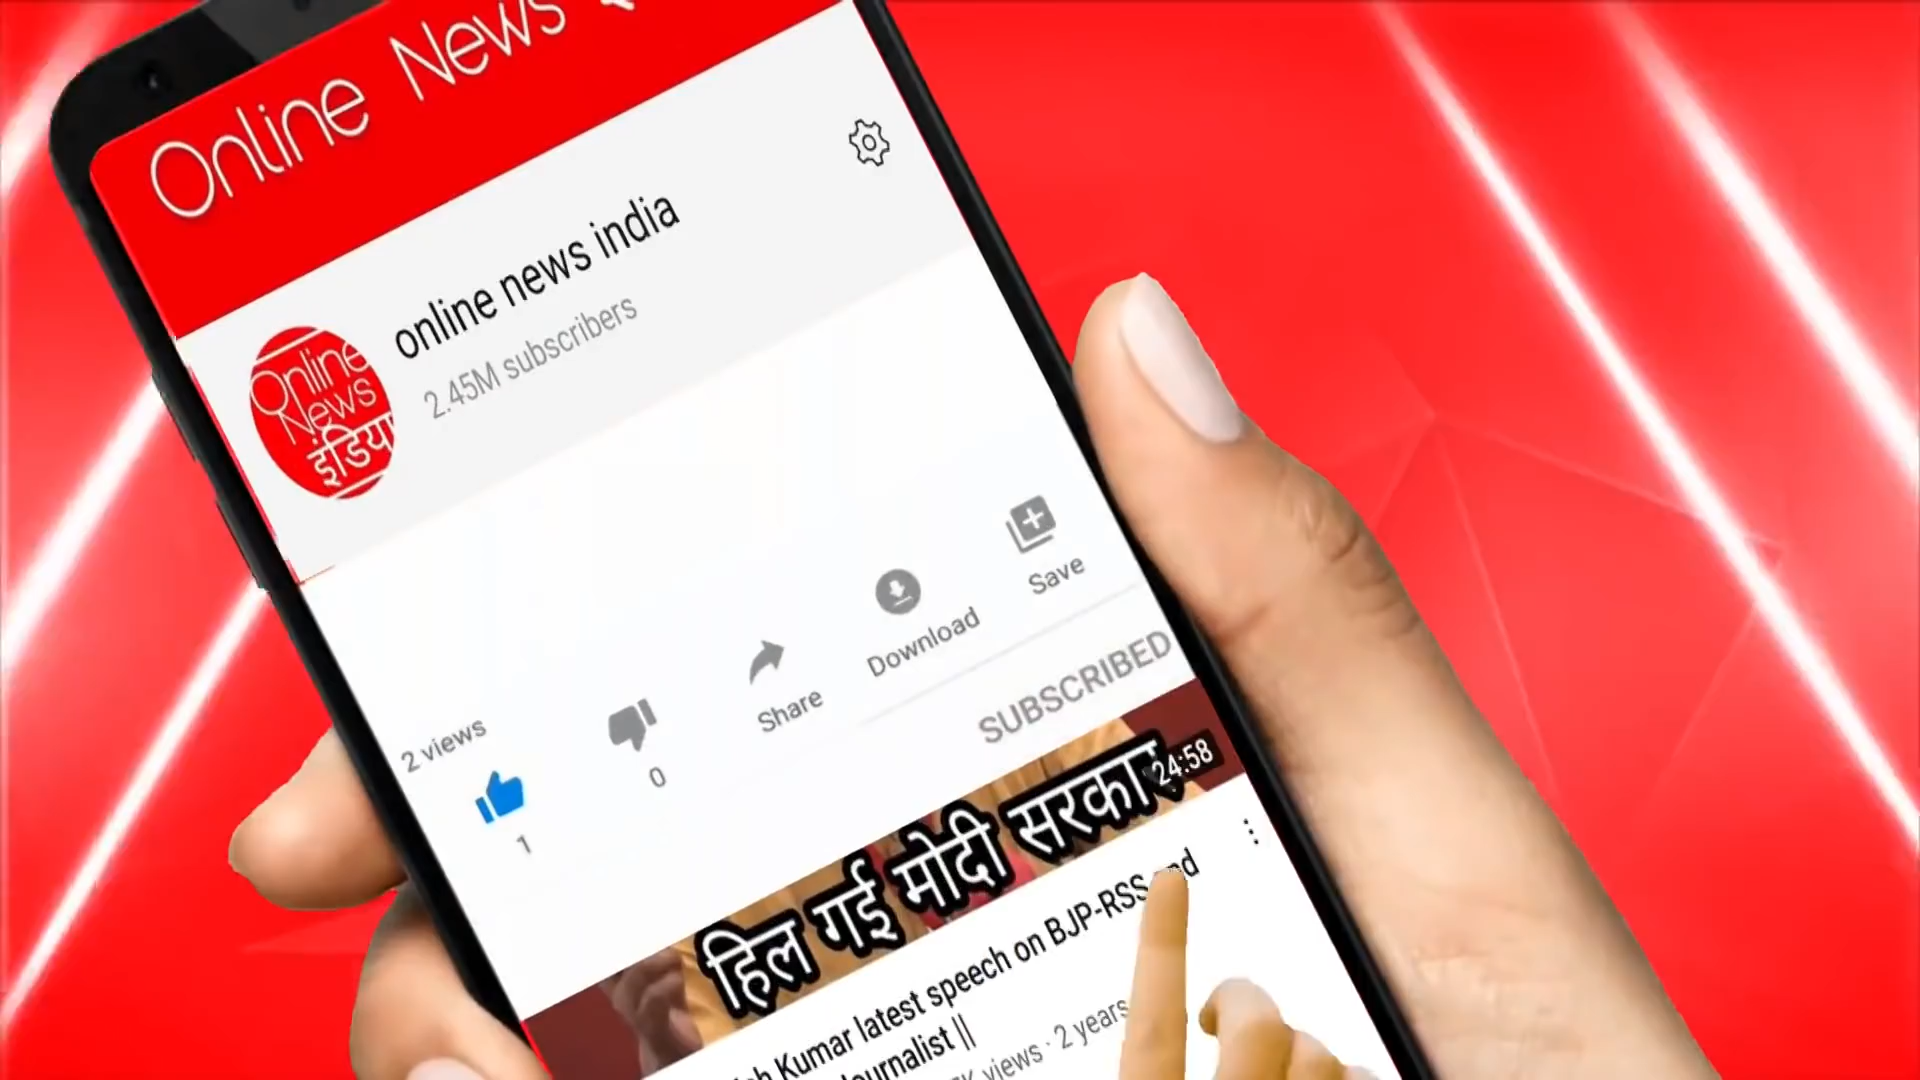 Online News
online news india
2.45M subscribers
Online
News
इंडिया
2 views
1
0
Share
Download
Save
SUBSCRIBED
24:58
हिल गई मोदी सरकार
Kumar latest speech on BJP-RSS
||
views · 2 years